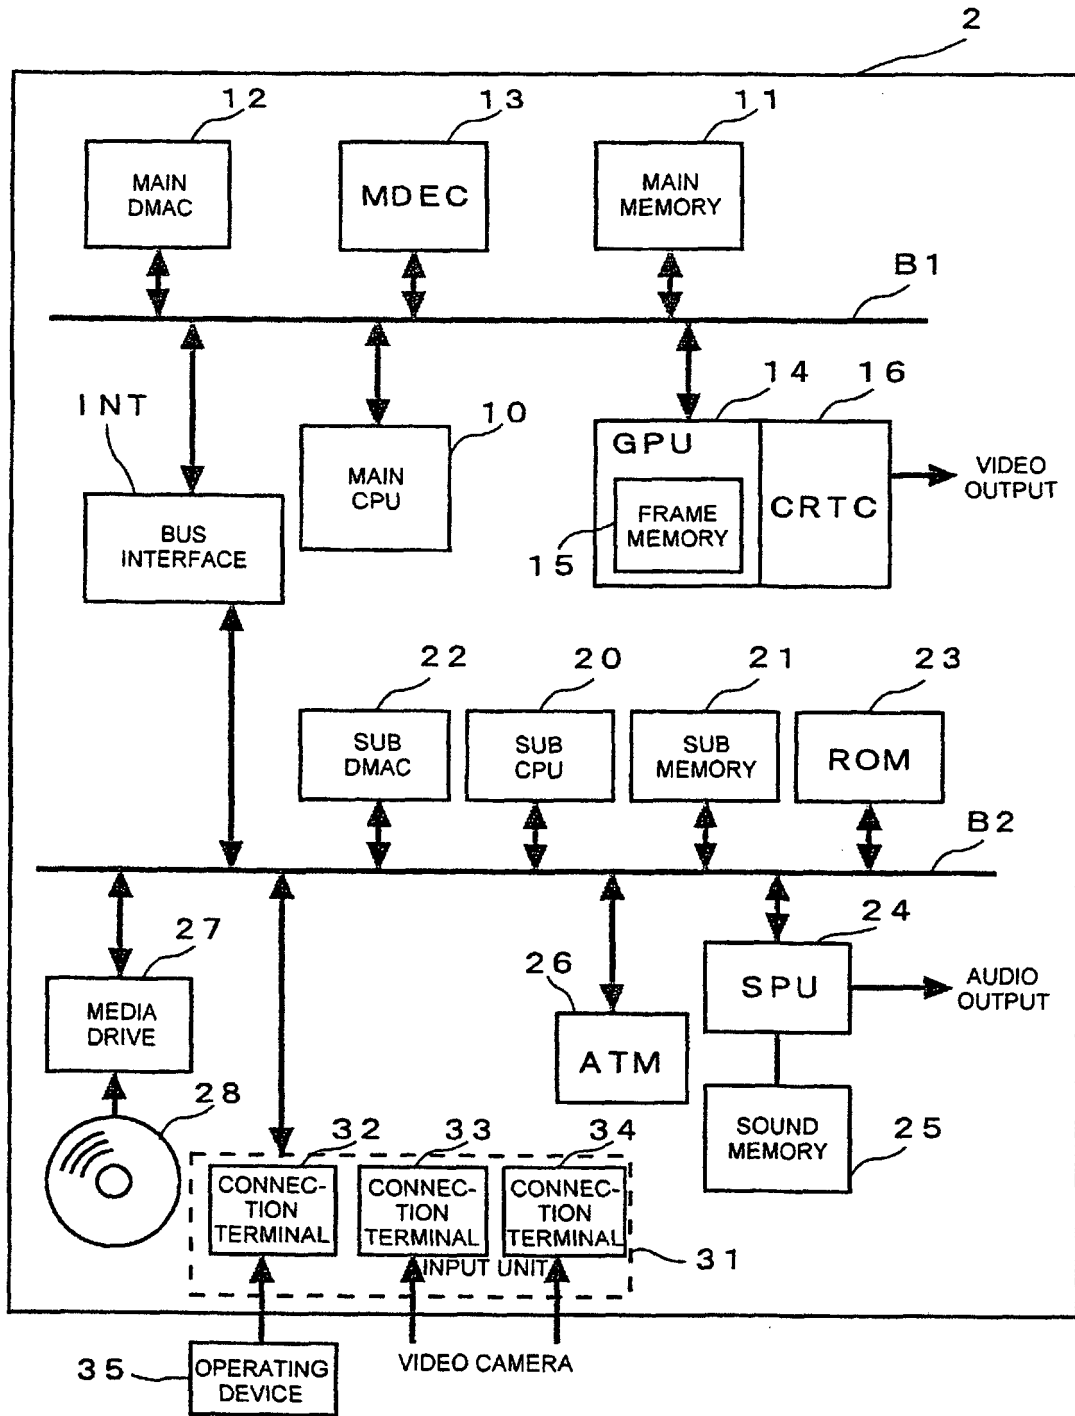 2
12
13
11
MAIN
DMAC
MDEC
MAIN
MEMORY
B1
INT
10
14
16
GPU
MAIN
CPU
CRTC
VIDEO
OUTPUT
BUS
INTERFACE
FRAME
MEMORY
15
22
20
21
23
SUB
DMAC
SUB
CPU
SUB
MEMORY
ROM
B2
27
24
MEDIA
DRIVE
26
SPU
AUDIO
OUTPUT
ATM
28
32
33
34
SOUND
MEMORY
25
CONNEC-
TION
TERMINAL
CONNEC-
TION
TERMINAL
CONNEC-
TION
TERMINAL
INPUT UNIT
31
35
OPERATING
DEVICE
VIDEO CAMERA